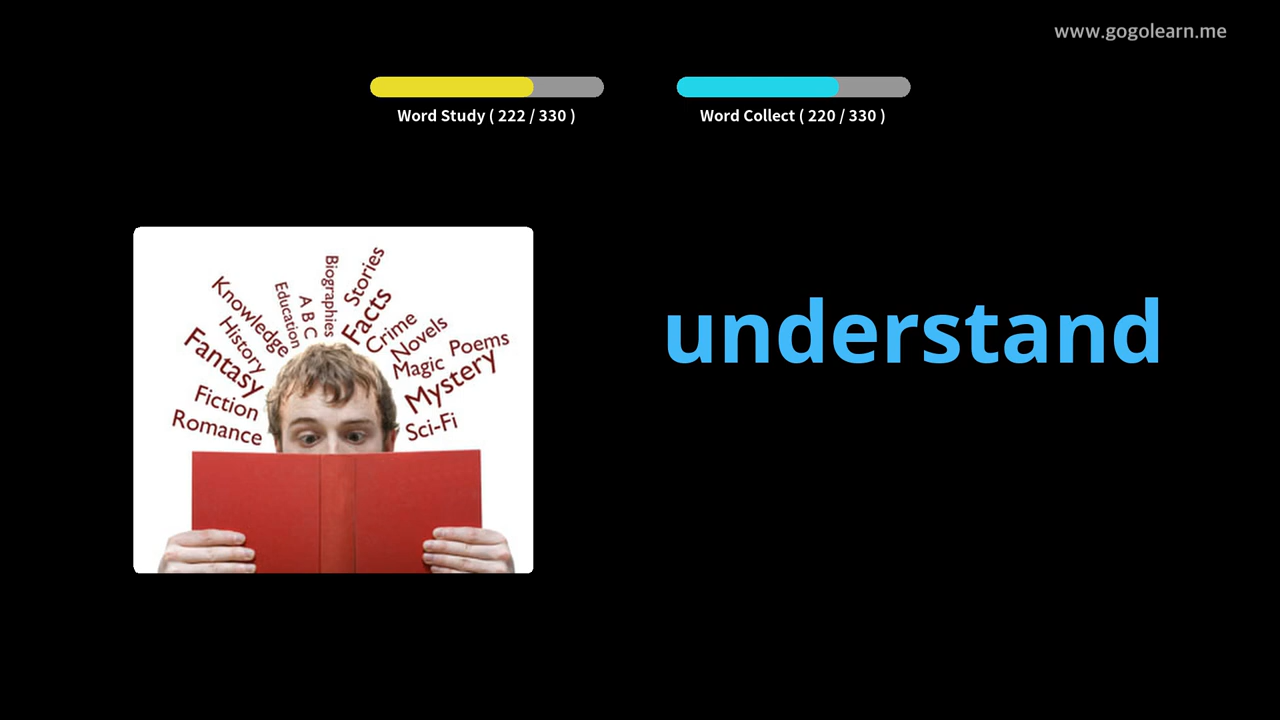 www.gogolearn.me
Word Study ( 222 / 330 )
Word Collect ( 220 / 330 )
understand
Romance
Fiction
Fantasy
History
Knowledge
Education
A B C
Biographies
Stories
Facts
Crime
Novels
Magic
Poems
Mystery
Sci-Fi